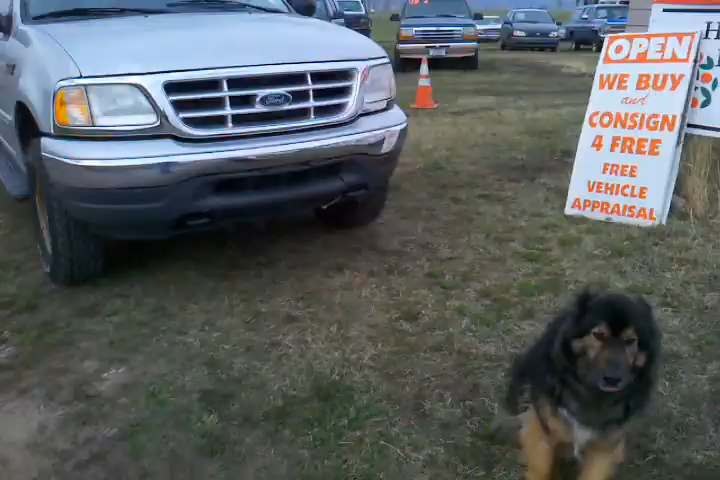 Ford
OPEN
WE BUY
and
CONSIGN
4 FREE
FREE
VEHICLE
APPRAISAL
H